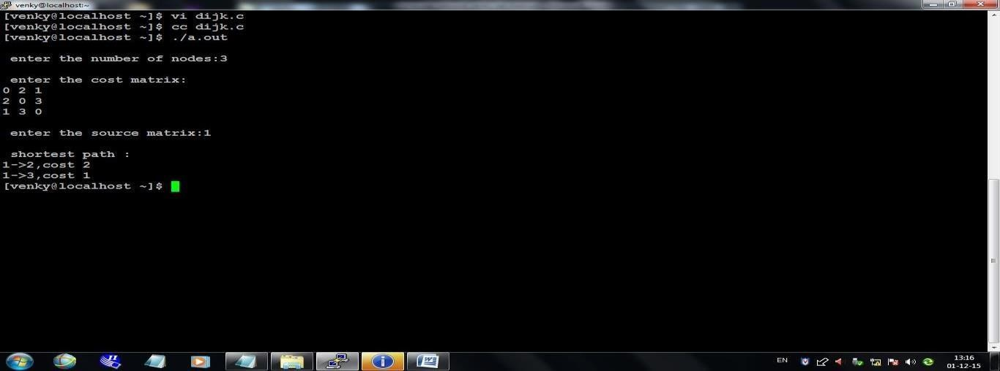 venky@localhost:~
[venky@localhost ~]$ vi dijk.c
[venky@localhost ~]$ cc dijk.c
[venky@localhost ~]$ ./a.out
enter the number of nodes:3
enter the cost matrix:
0 2 1
2 0 3
1 3 0
enter the source matrix:1
shortest path :
1->2,cost 2
1->3,cost 1
[venky@localhost ~]$
EN
13:16
01-12-15